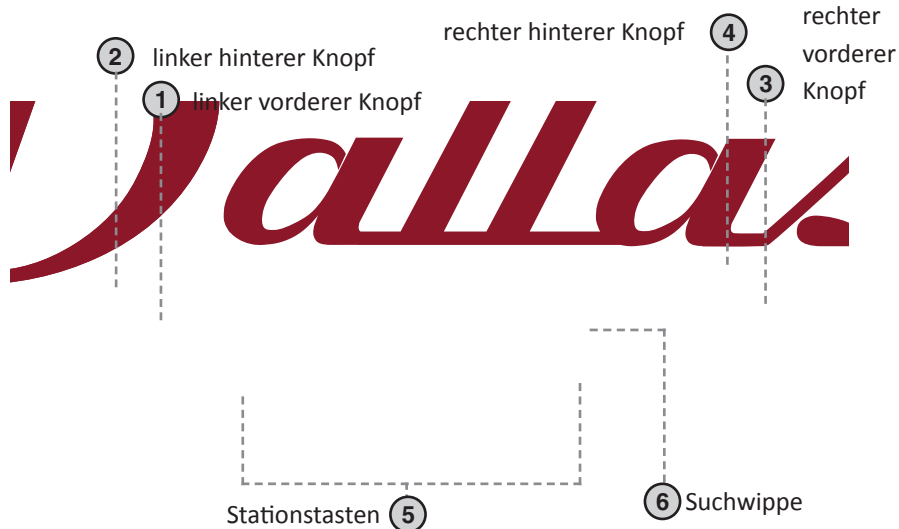 2 linker hinterer Knopf
1 linker vorderer Knopf
rechter hinterer Knopf 4
rechter
vorderer
3 Knopf
Dallas
Stationstasten 5
6 Suchwippe